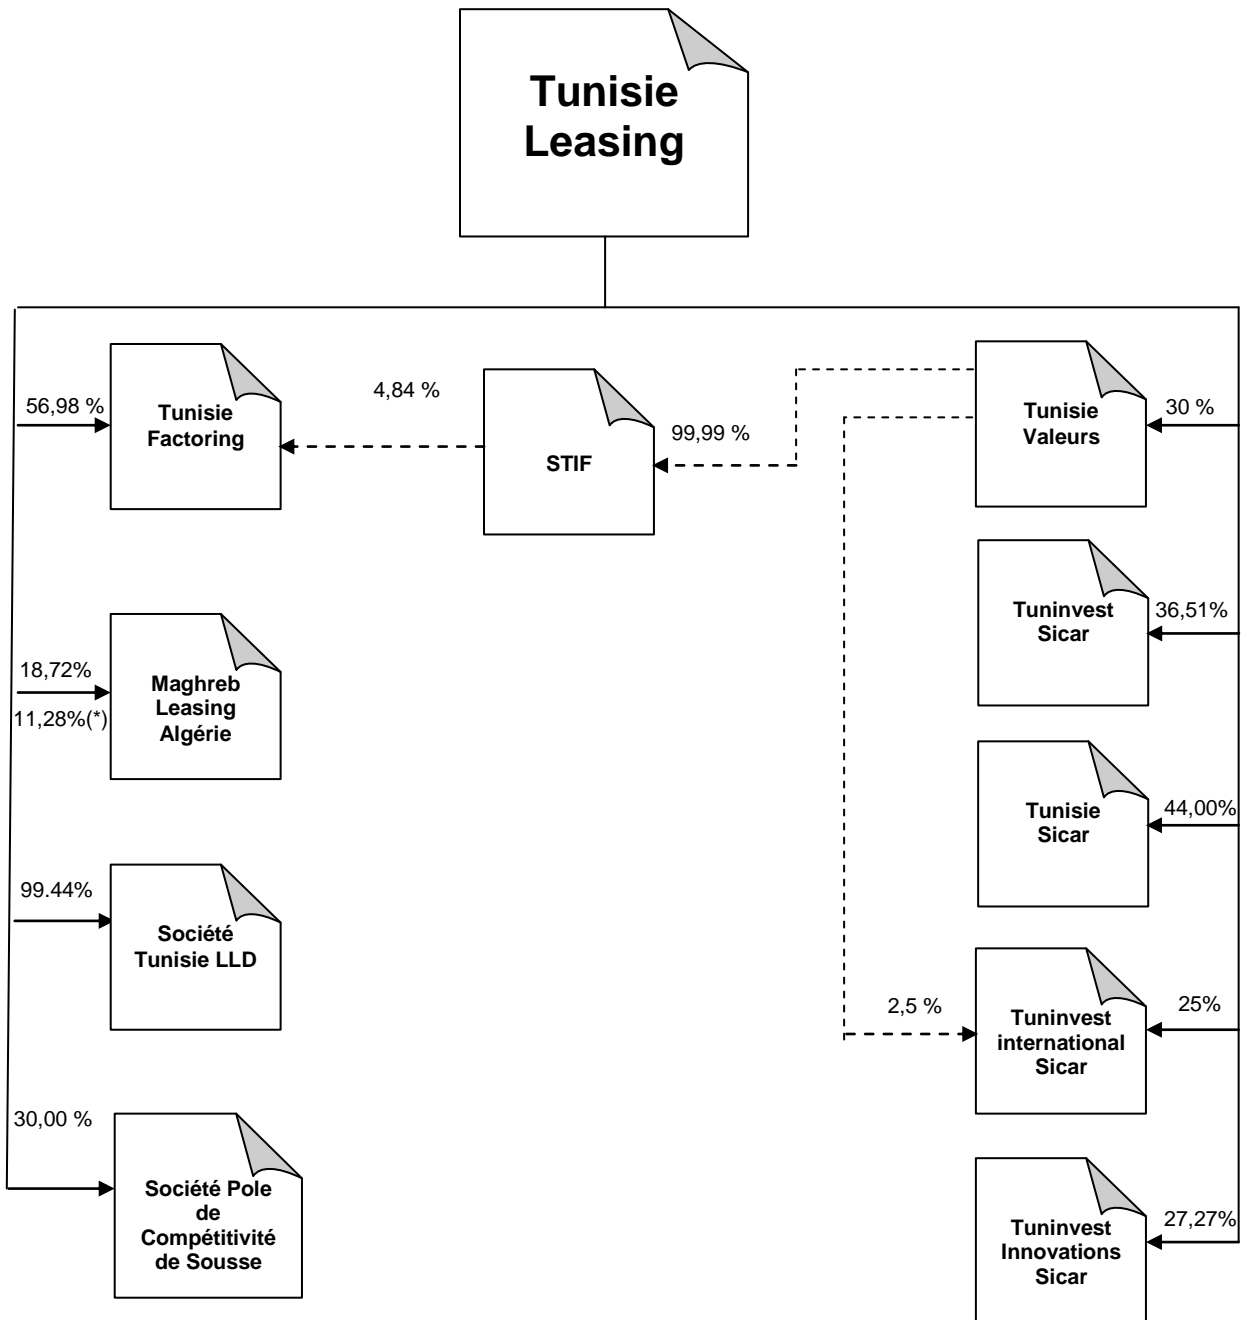 Tunisie
Leasing
56,98 %
Tunisie
Factoring
4,84 %
STIF
99,99 %
Tunisie
Valeurs
30 %
Tuninvest
Sicar
36,51%
18,72%
11,28%(*)
Maghreb
Leasing
Algérie
Tunisie
Sicar
44,00%
99.44%
Société
Tunisie LLD
2,5 %
Tuninvest
international
Sicar
25%
30,00 %
Société Pole
de
Compétitivité
de Sousse
Tuninvest
Innovations
Sicar
27,27%